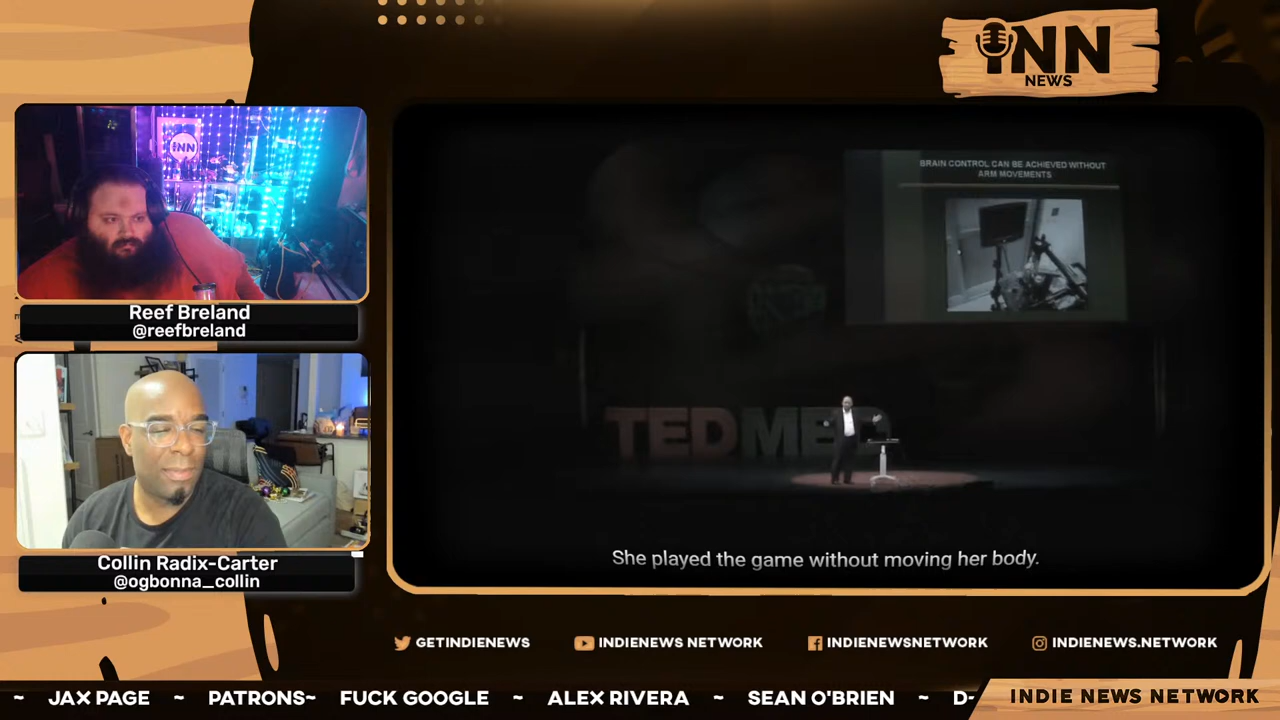 iNN
NEWS
iNN
Reef Breland
@reefbreland
Collin Radix-Carter
@ogbonna_collin
BRAIN CONTROL CAN BE ACHIEVED WITHOUT
ARM MOVEMENTS
TEDMED
She played the game without moving her body.
GETINDIENEWS
INDIENEWS NETWORK
INDIENEWSNETWORK
INDIENEWS.NETWORK
~ JAX PAGE ~ PATRONS~ FUCK GOOGLE ~ ALEX RIVERA ~ SEAN O'BRIEN ~ D-
INDIE NEWS NETWORK